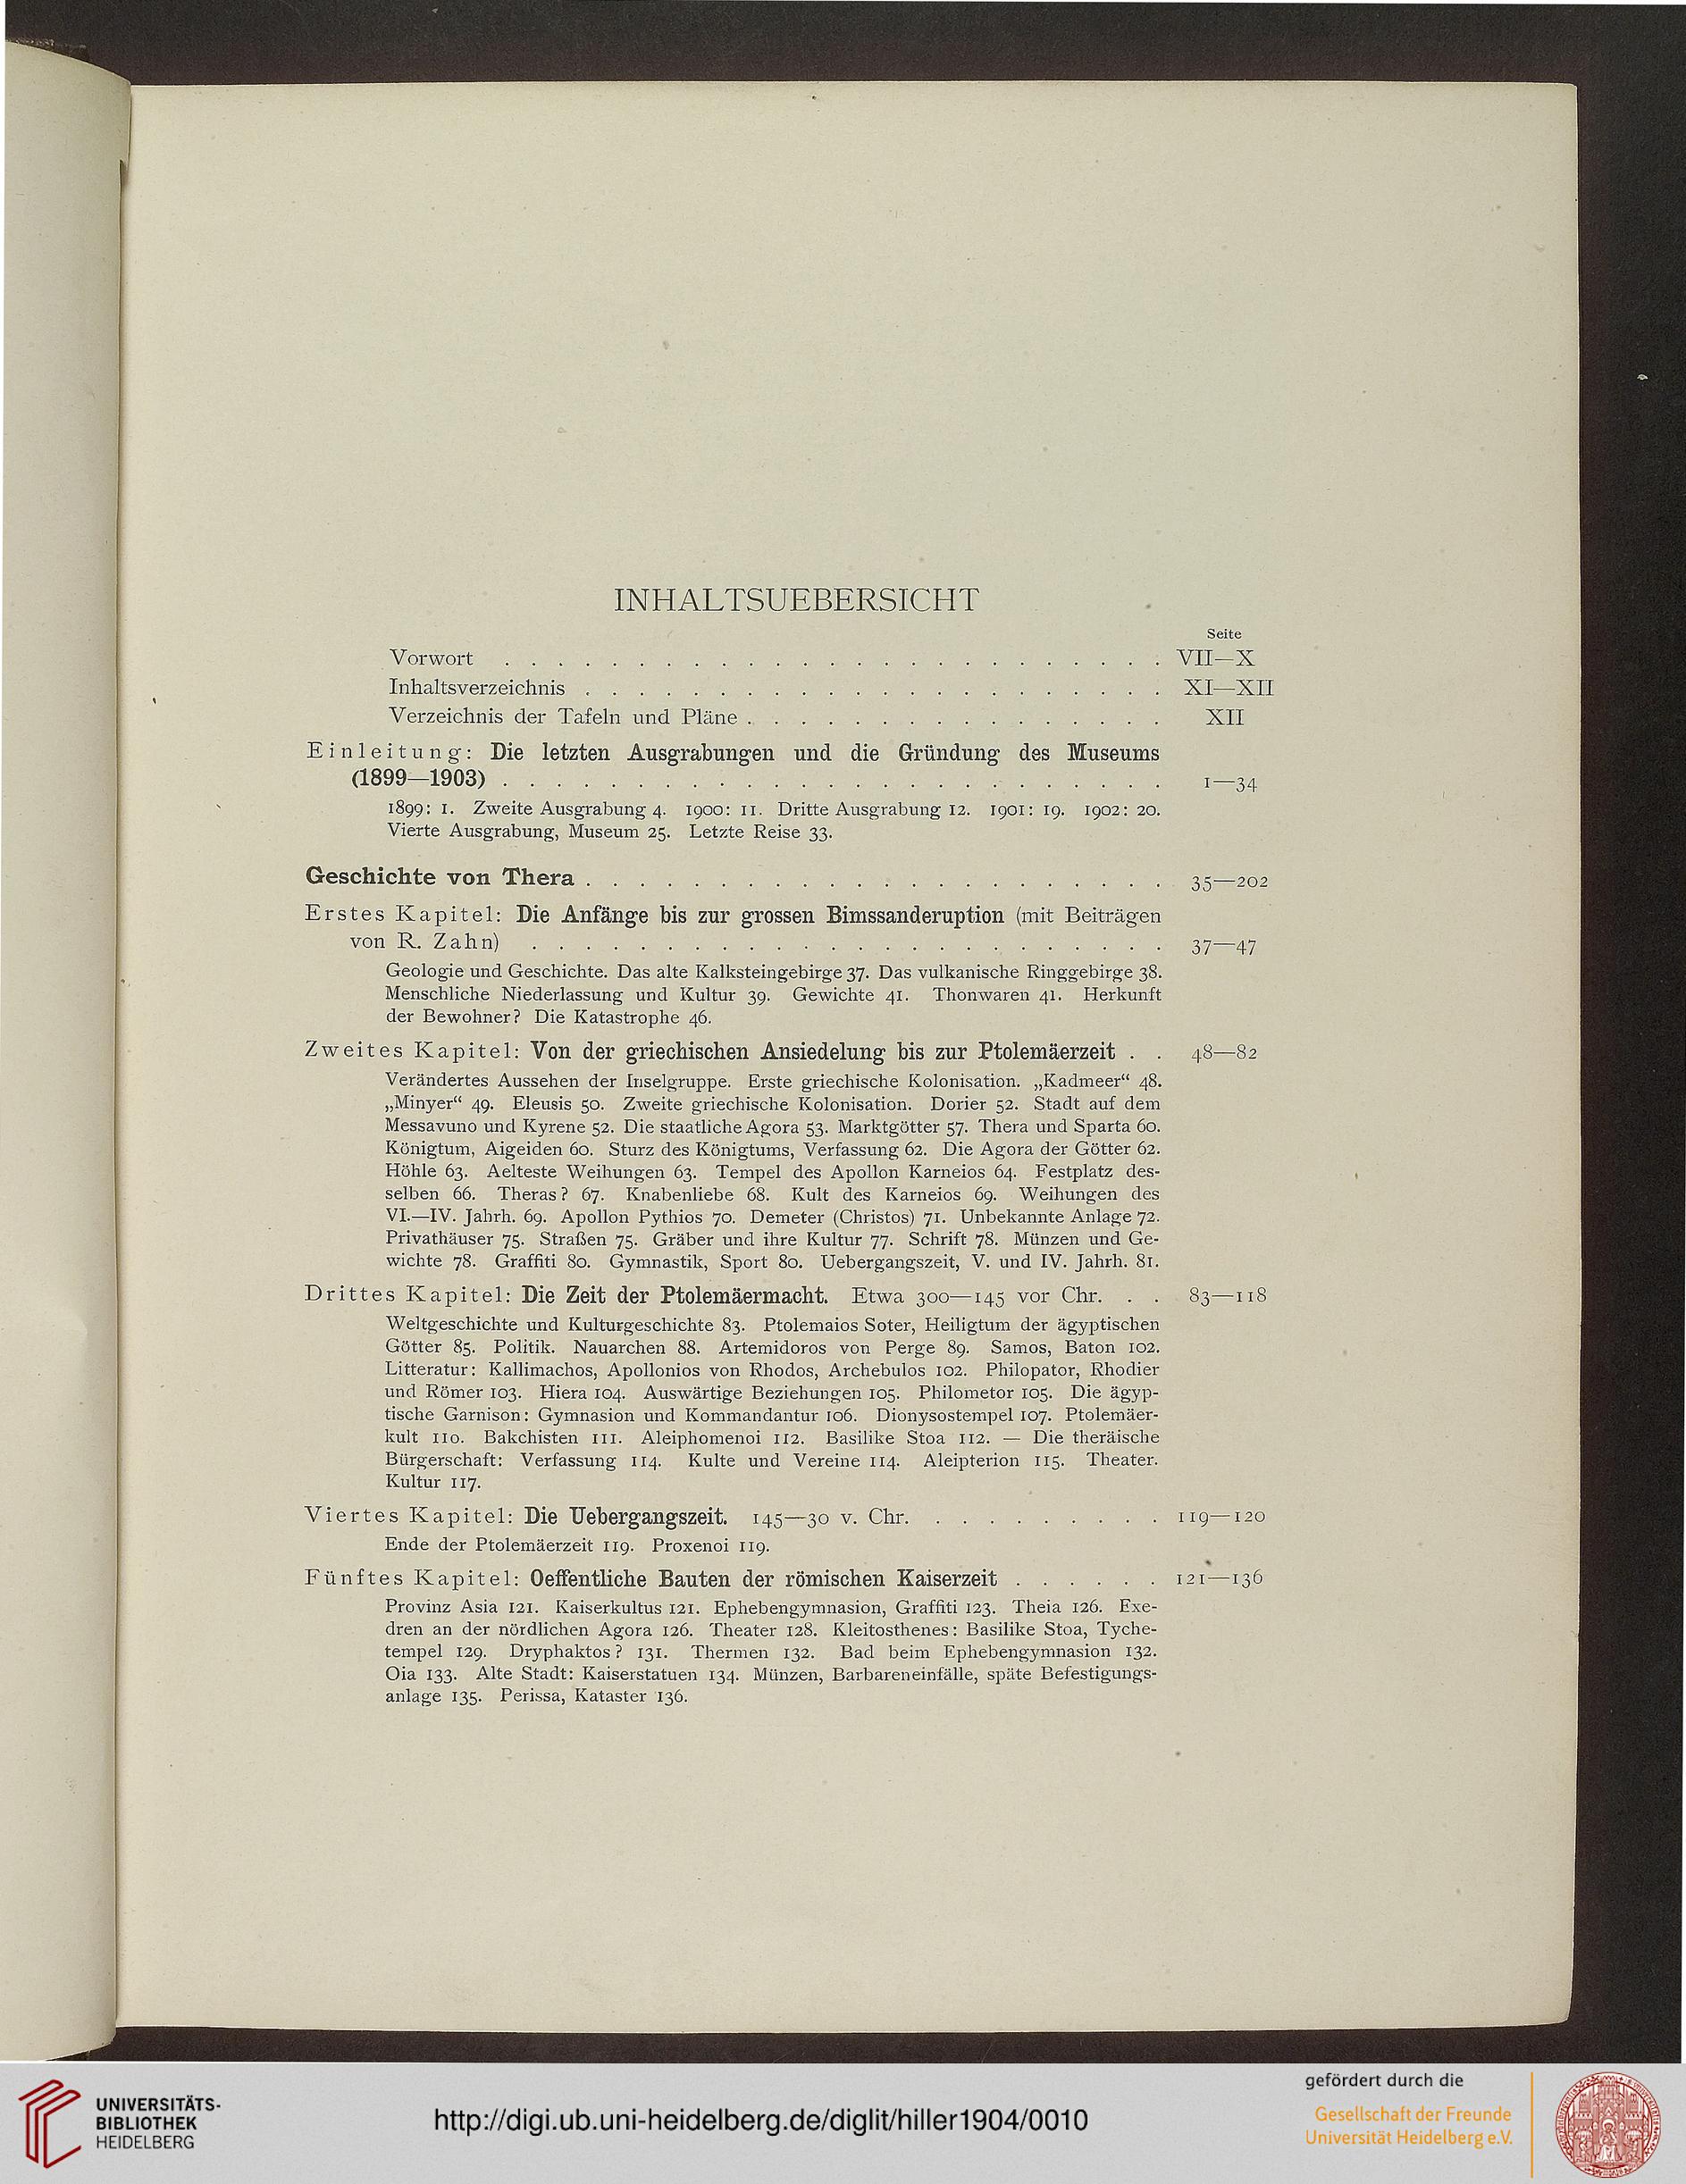 INHALTSUEBERSICHT
Seite
Vorwort . . . . . . . . . . . . . . . . . . . . . . . . . VII—X
Inhaltsverzeichnis . . . . . . . . . . . . . . . . . . . . . . XI—XII
Verzeichnis der Tafeln und Pläne . . . . . . . . . . . . . . . . XII
Einleitung: Die letzten Ausgrabungen und die Gründung des Museums
(1899—1903) . . . . . . . . . . . . . . . . . . . . . . . . . 1—34
1899: 1. Zweite Ausgrabung 4. 1900: 11. Dritte Ausgrabung 12. 1901: 19. 1902: 20.
Vierte Ausgrabung, Museum 25. Letzte Reise 33.
Geschichte von Thera . . . . . . . . . . . . . . . . . . . . . . 35—202
Erstes Kapitel: Die Anfänge bis zur grossen Bimssanderuption (mit Beiträgen
von R. Zahn) . . . . . . . . . . . . . . . . . . . . . . . . 37—47
Geologie und Geschichte. Das alte Kalksteingebirge 37. Das vulkanische Ringgebirge 38.
Menschliche Niederlassung und Kultur 39. Gewichte 41. Thonwaren 41. Herkunft
der Bewohner? Die Katastrophe 46.
Zweites Kapitel: Von der griechischen Ansiedelung bis zur Ptolemäerzeit . . 48—82
Verändertes Aussehen der Inselgruppe. Erste griechische Kolonisation. „Kadmeer“ 48.
„Minyer“ 49. Eleusis 50. Zweite griechische Kolonisation. Dorier 52. Stadt auf dem
Messavuno und Kyrene 52. Die staatliche Agora 53. Marktgötter 57. Thera und Sparta 60.
Königtum, Aigeiden 60. Sturz des Königtums, Verfassung 62. Die Agora der Götter 62.
Höhle 63. Aelteste Weihungen 63. Tempel des Apollon Karneios 64. Festplatz des-
selben 66. Theras? 67. Knabenliebe 68. Kult des Karneios 69. Weihungen des
VI.—IV. Jahrh. 69. Apollon Pythios 70. Demeter (Christos) 71. Unbekannte Anlage 72.
Privathäuser 75. Straßen 75. Gräber und ihre Kultur 77. Schrift 78. Münzen und Ge-
wichte 78. Graffiti 80. Gymnastik, Sport 80. Uebergangszeit, V. und IV. Jahrh. 81.
Drittes Kapitel: Die Zeit der Ptolemäermacht. Etwa 300—145 vor Chr. . . 83—118
Weltgeschichte und Kulturgeschichte 83. Ptolemaios Soter, Heiligtum der ägyptischen
Götter 85. Politik. Nauarchen 88. Artemidoros von Perge 89. Samos, Baton 102.
Litteratur: Kallimachos, Apollonios von Rhodos, Archebulos 102. Philopator, Rhodier
und Römer 103. Hiera 104. Auswärtige Beziehungen 105. Philometor 105. Die ägyp-
tische Garnison: Gymnasion und Kommandantur 106. Dionysostempel 107. Ptolemäer-
kult 110. Bakchisten 111. Aleiphomenoi 112. Basilike Stoa 112. — Die theräische
Bürgerschaft: Verfassung 114. Kulte und Vereine 114. Aleipterion 115. Theater.
Kultur 117.
Viertes Kapitel: Die Uebergangszeit. 145—30 v. Chr. . . . . . . . . . . 119—120
Ende der Ptolemäerzeit 119. Proxenoi 119.
Fünftes Kapitel: Oeffentliche Bauten der römischen Kaiserzeit . . . . . . 121—136
Provinz Asia 121. Kaiserkultus 121. Ephebengymnasion, Graffiti 123. Theia 126. Exe-
dren an der nördlichen Agora 126. Theater 128. Kleitosthenes: Basilike Stoa, Tyche-
tempel 129. Dryphaktos? 131. Thermen 132. Bad beim Ephebengymnasion 132.
Oia 133. Alte Stadt: Kaiserstatuen 134. Münzen, Barbareneinfälle, späte Befestigungs-
anlage 135. Perissa, Kataster 136.
UNIVERSITÄTS-
BIBLIOTHEK
HEIDELBERG
http://digi.ub.uni-heidelberg.de/diglit/hiller1904/0010
gefördert durch die
Gesellschaft der Freunde
Universität Heidelberg e.V.